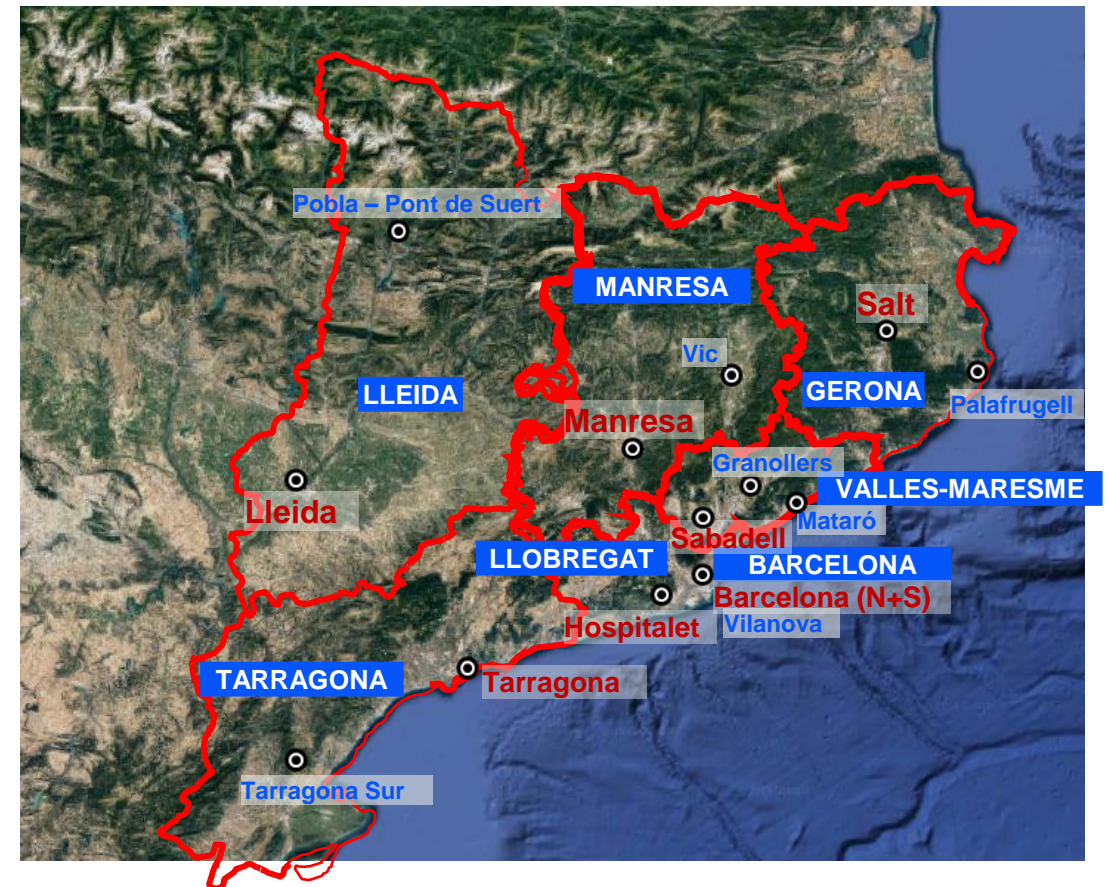 Pobla – Pont de Suert
MANRESA
Salt
Vic
LLEIDA
GERONA
Palafrugell
Manresa
Granollers
VALLES-MARESME
Lleida
Mataró
Sabadell
LLOBREGAT
BARCELONA
Barcelona (N+S)
Hospitalet
Vilanova
TARRAGONA
Tarragona
Tarragona Sur